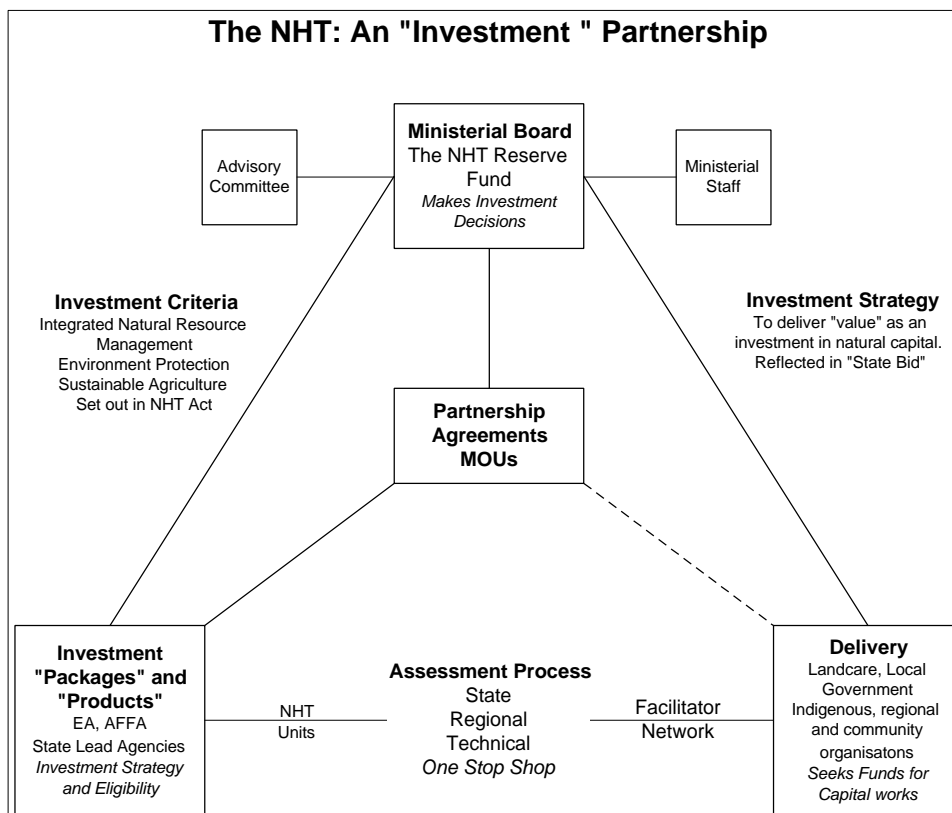 The NHT: An "Investment " Partnership
Advisory
Committee
Ministerial Board
The NHT Reserve
Fund
Makes Investment
Decisions
Ministerial
Staff
Investment Criteria
Integrated Natural Resource
Management
Environment Protection
Sustainable Agriculture
Set out in NHT Act
Investment Strategy
To deliver "value" as an
investment in natural capital.
Reflected in "State Bid"
Partnership
Agreements
MOUs
Investment
"Packages" and
"Products"
EA, AFFA
State Lead Agencies
Investment Strategy
and Eligibility
NHT
Units
Assessment Process
State
Regional
Technical
One Stop Shop
Facilitator
Network
Delivery
Landcare, Local
Government
Indigenous, regional
and community
organisatons
Seeks Funds for
Capital works